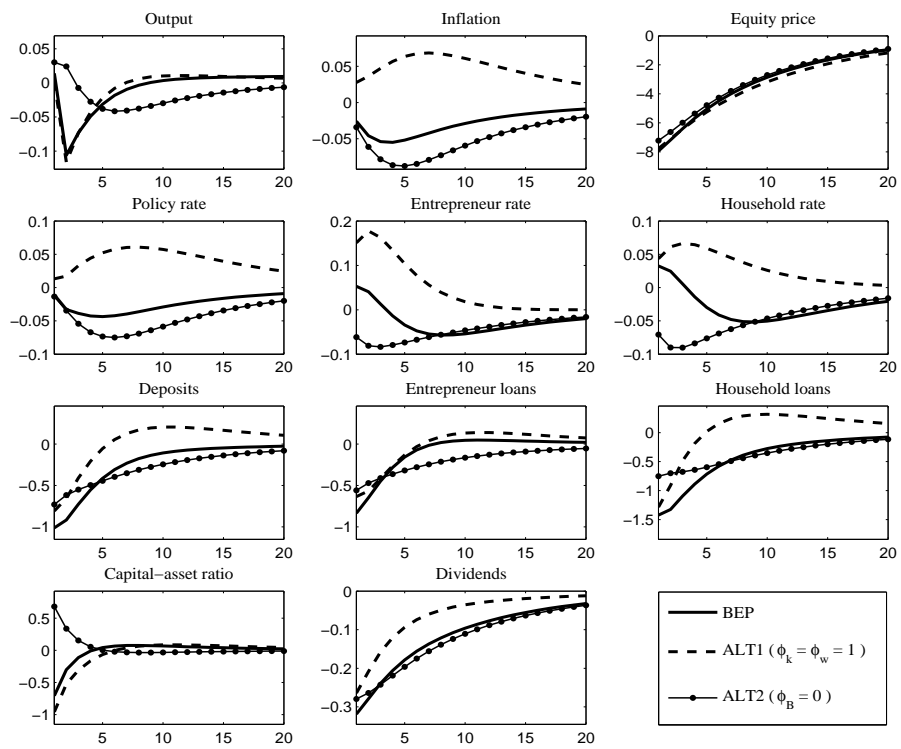 Output
0.05
0
−0.05
−0.1
5 10 15 20
Inflation
0.05
0
−0.05
5 10 15 20
Equity price
0
−2
−4
−6
−8
5 10 15 20
Policy rate
0.1
0.05
0
−0.05
−0.1
5 10 15 20
Entrepreneur rate
0.2
0.1
0
−0.1
5 10 15 20
Household rate
0.1
0.05
0
−0.05
−0.1
5 10 15 20
Deposits
0
−0.5
−1
5 10 15 20
Entrepreneur loans
0
−0.5
−1
5 10 15 20
Household loans
0
−0.5
−1
−1.5
5 10 15 20
Capital−asset ratio
0.5
0
−0.5
−1
5 10 15 20
Dividends
0
−0.1
−0.2
−0.3
5 10 15 20
BEP
ALT1 ( ϕk = ϕw = 1 )
ALT2 ( ϕB = 0 )